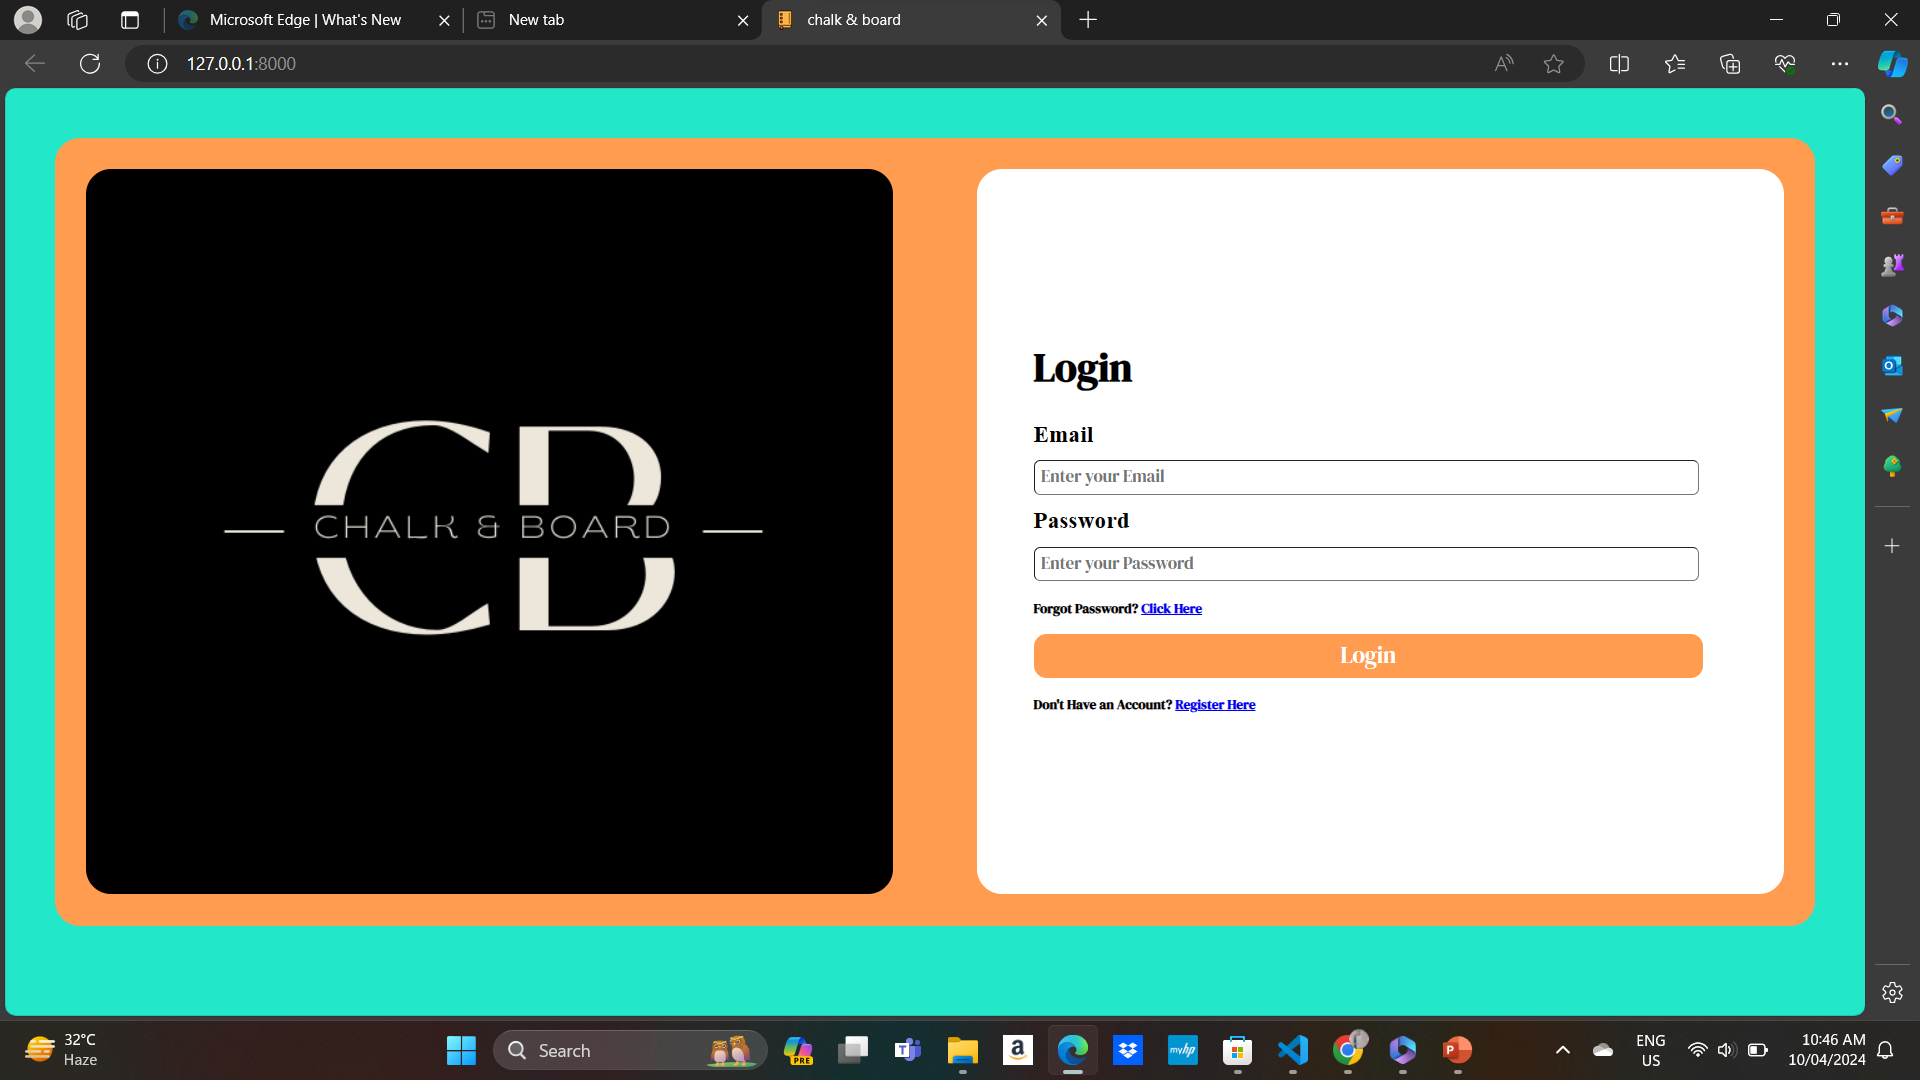 Microsoft Edge | What's New
New tab
chalk & board
127.0.0.1:8000
CB
CHALK & BOARD
Login
Email
Enter your Email
Password
Enter your Password
Forgot Password? Click Here
Login
Don't Have an Account? Register Here
32°C
Haze
Search
PRE
T
a
myhp
P
ENG
US
10:46 AM
10/04/2024